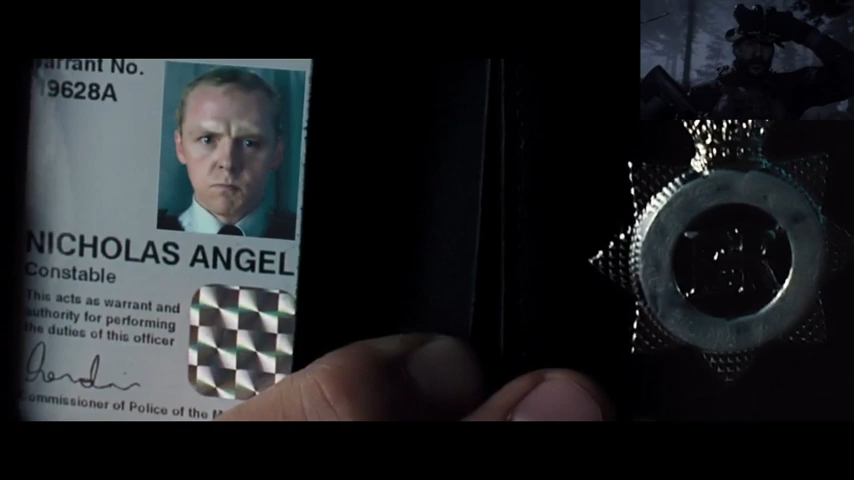 Warrant No.
19628A
NICHOLAS ANGEL
Constable
This acts as warrant and
authority for performing
the duties of this officer
Commissioner of Police of the